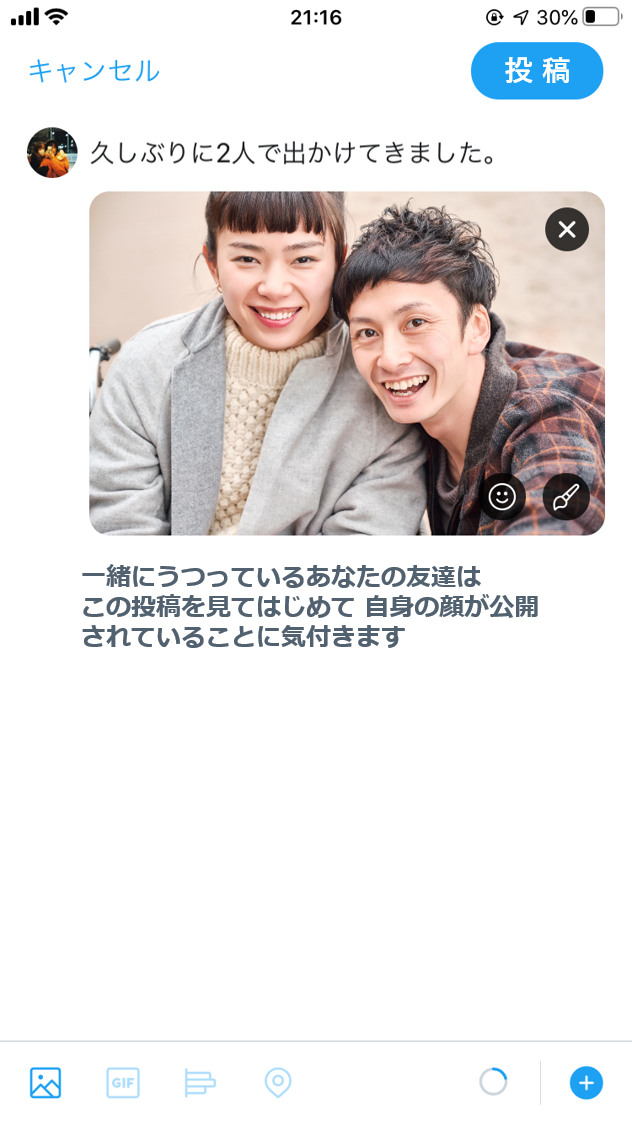 21:16
30%
キャンセル
投稿
久しぶりに2人で出かけてきました。
一緒にうつっているあなたの友達は
この投稿を見てはじめて 自身の顔が公開
されていることに気付きます
GIF